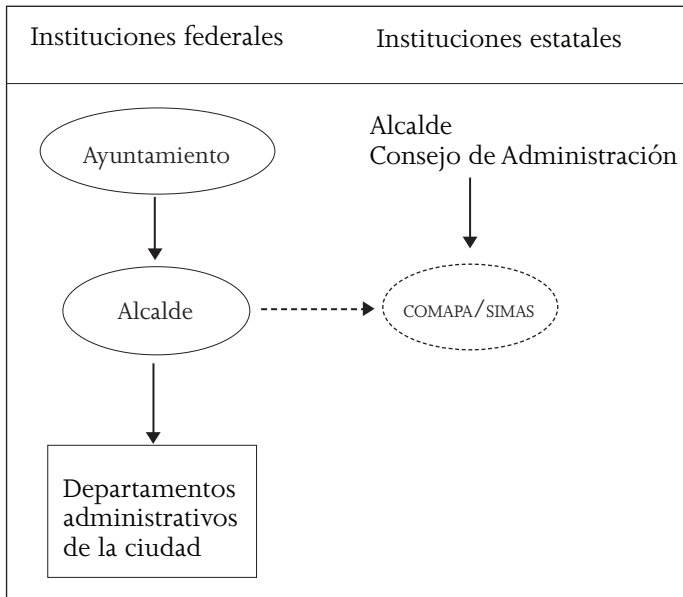 Instituciones federales
Instituciones estatales
Ayuntamiento
Alcalde
Consejo de Administración
Alcalde
COMAPA/SIMAS
Departamentos
administrativos
de la ciudad